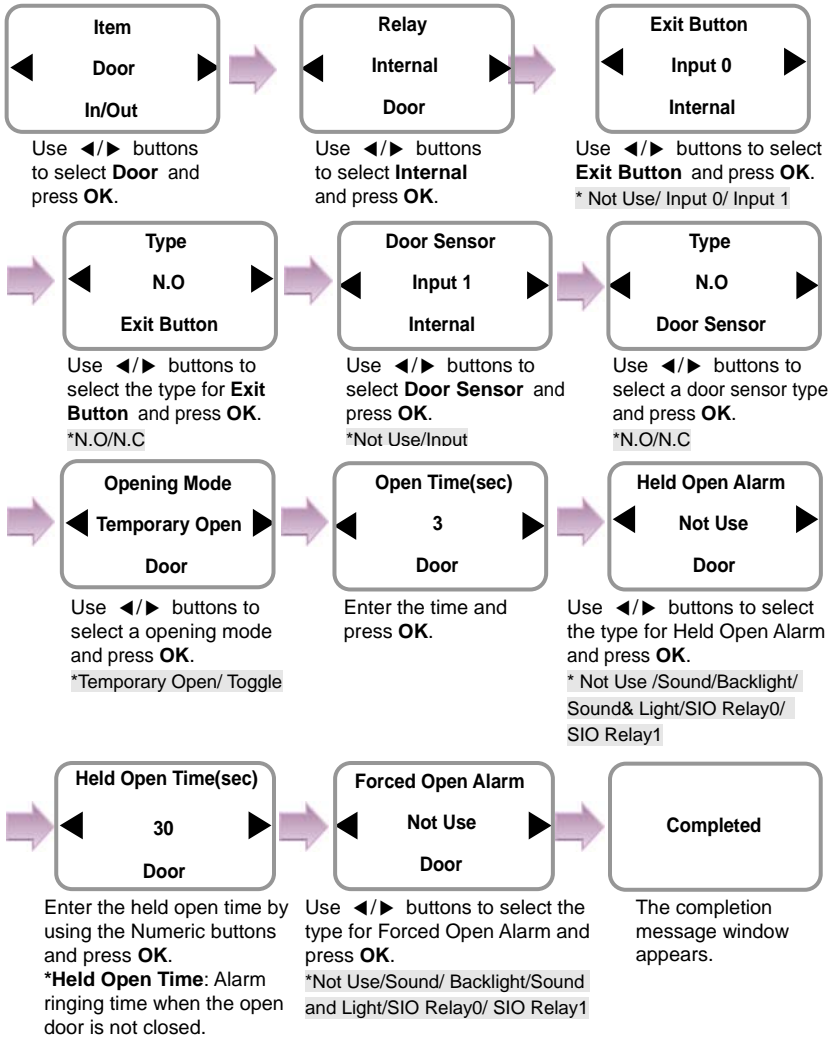 Item
Door
In/Out
Use ◀/▶ buttons
to select Door and
press OK.
Relay
Internal
Door
Use ◀/▶ buttons
to select Internal
and press OK.
Exit Button
Input 0
Internal
Use ◀/▶ buttons to select
Exit Button and press OK.
* Not Use/ Input 0/ Input 1
Type
N.O
Exit Button
Use ◀/▶ buttons to
select the type for Exit
Button and press OK.
*N.O/N.C
Door Sensor
Input 1
Internal
Use ◀/▶ buttons to
select Door Sensor and
press OK.
*Not Use/Input
Type
N.O
Door Sensor
Use ◀/▶ buttons to
select a door sensor type
and press OK.
*N.O/N.C
Opening Mode
Temporary Open
Door
Use ◀/▶ buttons to
select a opening mode
and press OK.
*Temporary Open/ Toggle
Open Time(sec)
3
Door
Enter the time and
press OK.
Held Open Alarm
Not Use
Door
Use ◀/▶ buttons to select
the type for Held Open Alarm
and press OK.
* Not Use /Sound/Backlight/
Sound& Light/SIO Relay0/
SIO Relay1
Held Open Time(sec)
30
Door
Enter the held open time by
using the Numeric buttons
and press OK.
*Held Open Time: Alarm
ringing time when the open
door is not closed.
Forced Open Alarm
Not Use
Door
Use ◀/▶ buttons to select the
type for Forced Open Alarm and
press OK.
*Not Use/Sound/ Backlight/Sound
and Light/SIO Relay0/ SIO Relay1
Completed
The completion
message window
appears.